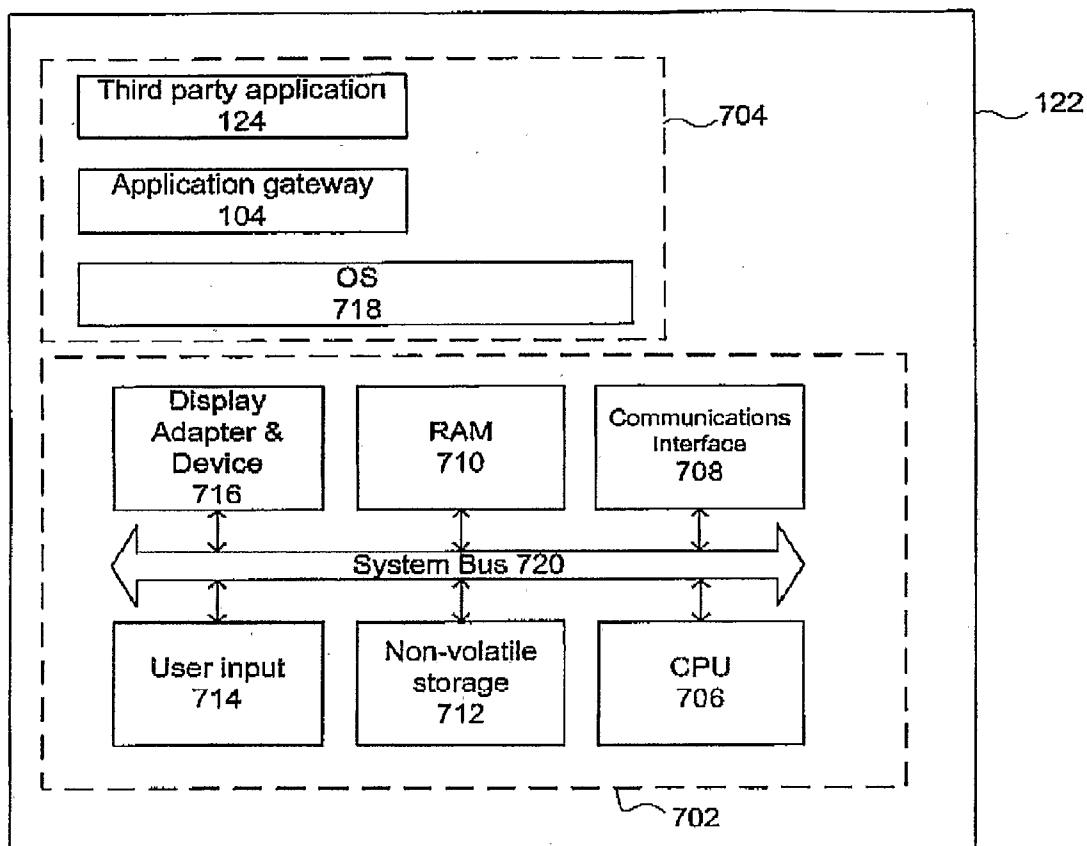 Third party application
124
704
122
Application gateway
104
OS
718
Display
Adapter &
Device
716
RAM
710
Communications
Interface
708
System Bus 720
User input
714
Non-volatile
storage
712
CPU
706
702